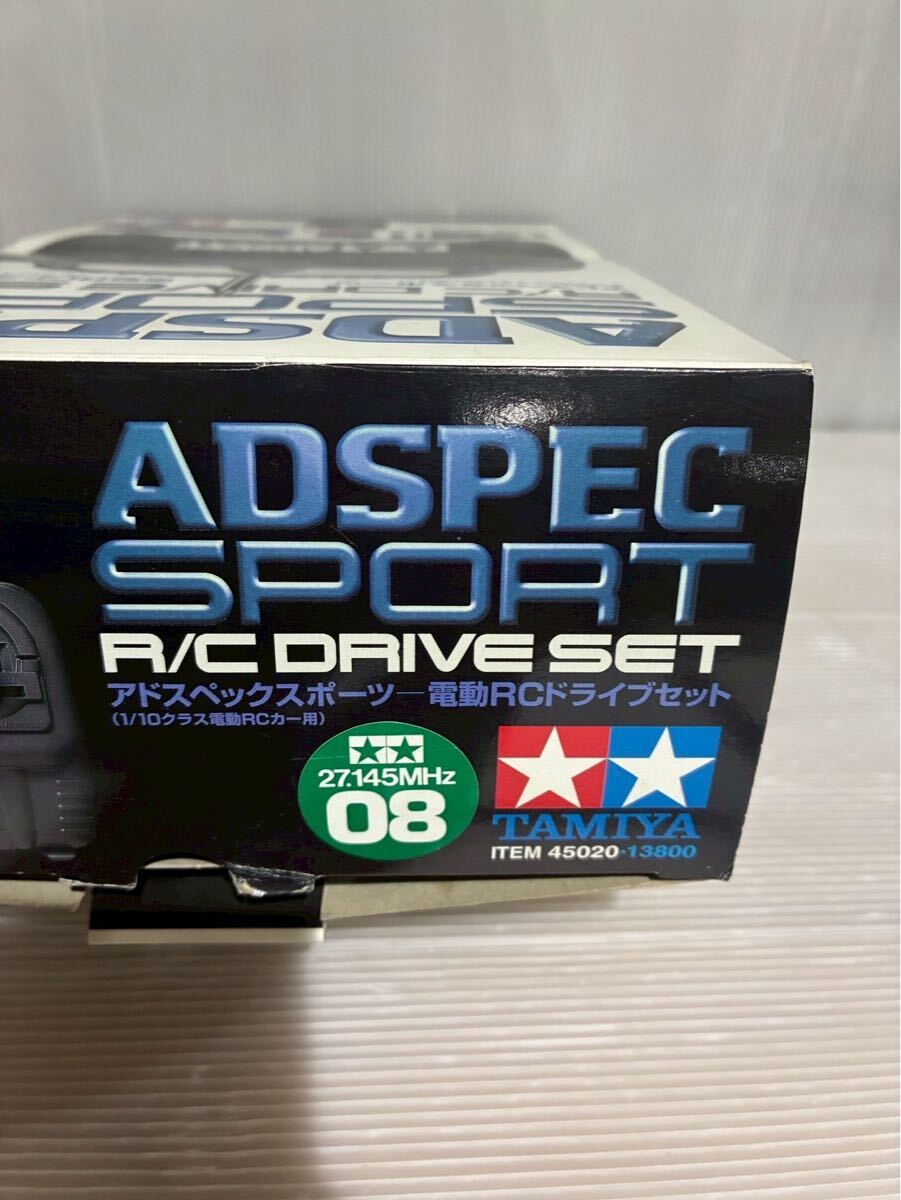 ADSPEC
SPORT
R/C DRIVE SET
アドスペックスポーツ―電動RCドライブセット
(1/10クラス電動RCカー用)
27.145MHz
08
TAMIYA
ITEM 45020・13800